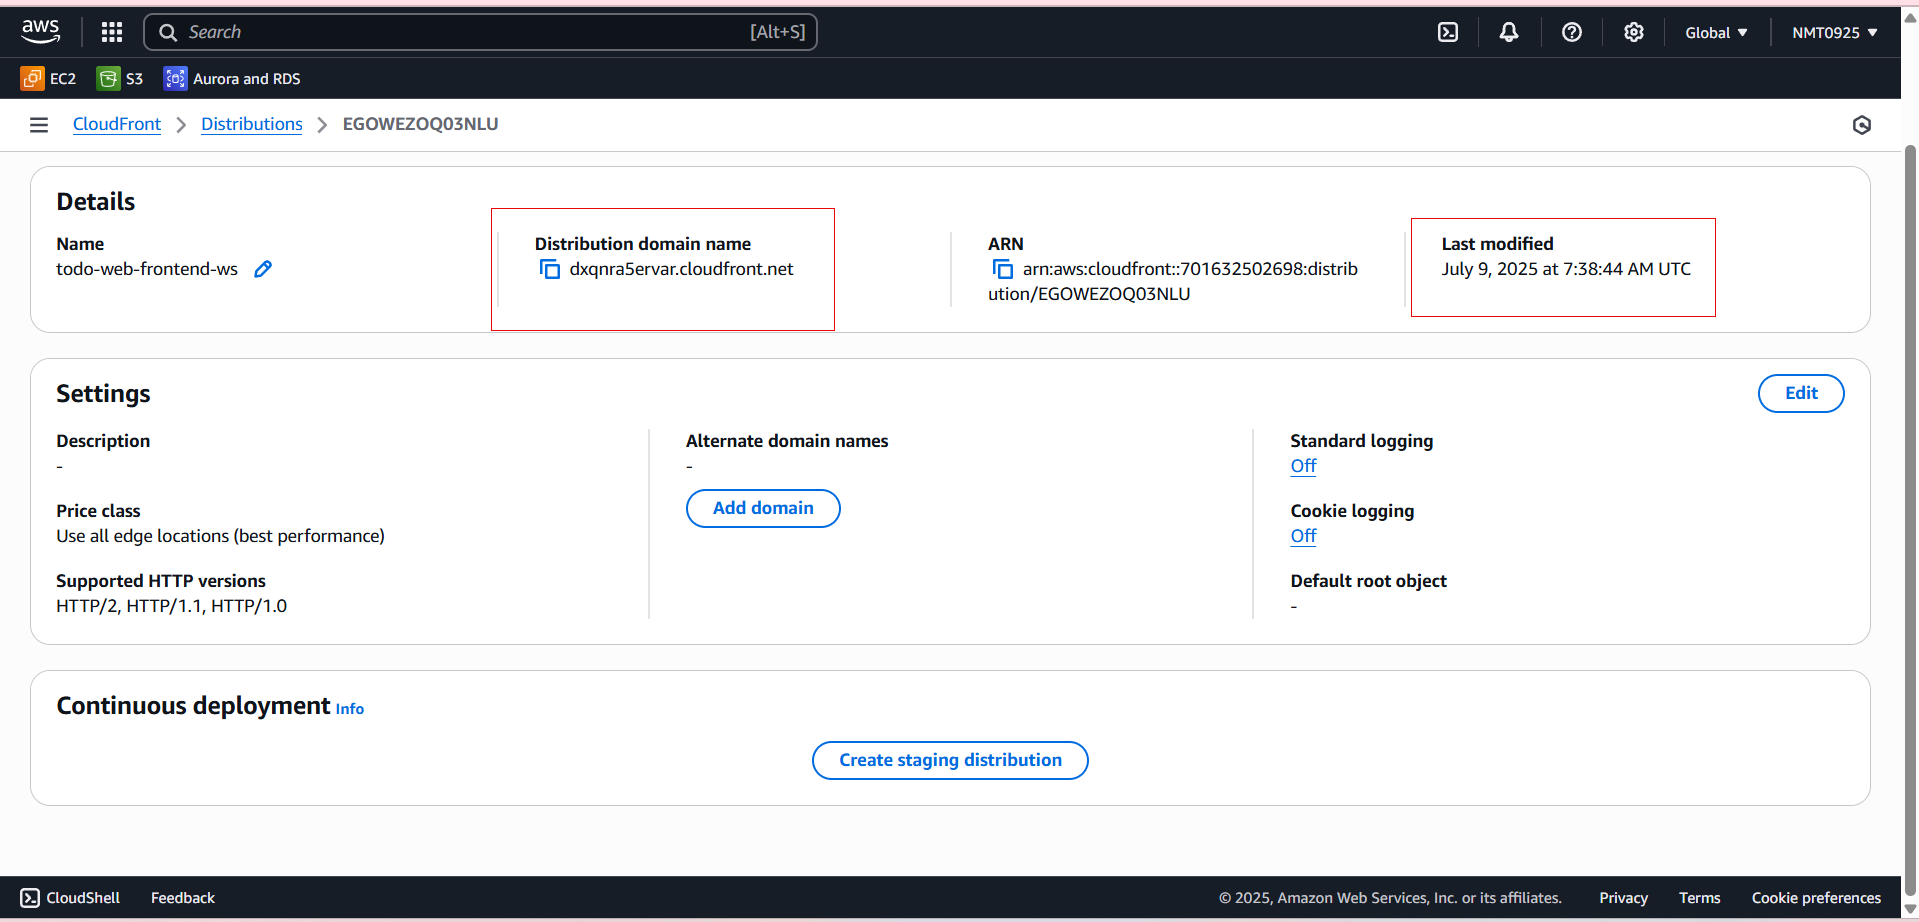 aws
Search [Alt+S]
Global ▼
NMT0925 ▼
EC2
S3
Aurora and RDS
CloudFront > Distributions > EGOWEZOQ03NLU
Details
Name
todo-web-frontend-ws
Distribution domain name
dxqnra5ervar.cloudfront.net
ARN
arn:aws:cloudfront::701632502698:distrib
ution/EGOWEZOQ03NLU
Last modified
July 9, 2025 at 7:38:44 AM UTC
Settings
Edit
Description
-
Price class
Use all edge locations (best performance)
Supported HTTP versions
HTTP/2, HTTP/1.1, HTTP/1.0
Alternate domain names
-
Add domain
Standard logging
Off
Cookie logging
Off
Default root object
-
Continuous deployment Info
Create staging distribution
CloudShell
Feedback
© 2025, Amazon Web Services, Inc. or its affiliates.
Privacy
Terms
Cookie preferences